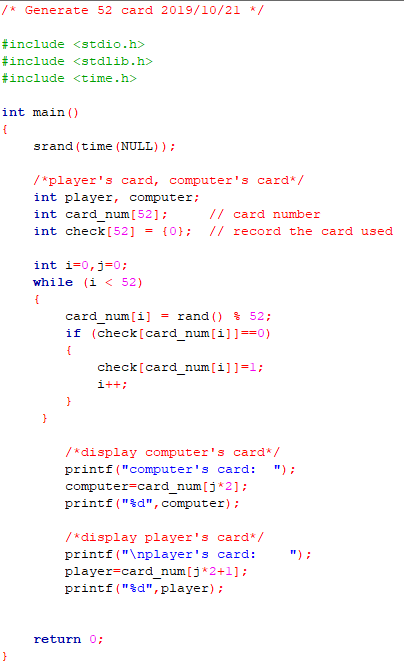 /* Generate 52 card 2019/10/21 */
#include <stdio.h>
#include <stdlib.h>
#include <time.h>
int main()
{
srand(time(NULL));
/*player's card, computer's card*/
int player, computer;
int card_num[52];     // card number
int check[52] = {0};  // record the card used
int i=0,j=0;
while (i < 52)
{
card_num[i] = rand() % 52;
if (check[card_num[i]]==0)
{
check[card_num[i]]=1;
i++;
}
}
/*display computer's card*/
printf("computer's card:  ");
computer=card_num[j*2];
printf("%d",computer);
/*display player's card*/
printf("\nplayer's card:    ");
player=card_num[j*2+1];
printf("%d",player);
return 0;
}